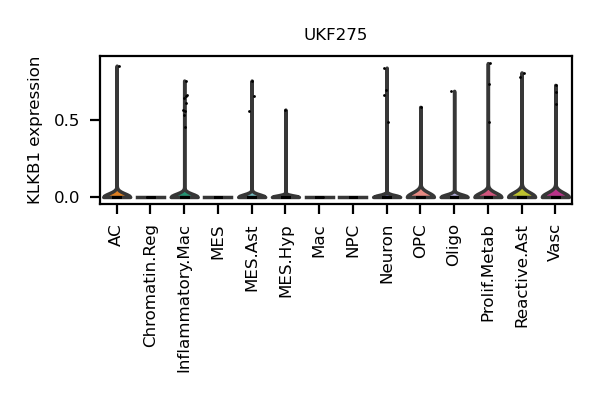 UKF275
KLKB1 expression
0.5
0.0
AC
Chromatin.Reg
Inflammatory.Mac
MES
MES.Ast
MES.Hyp
Mac
NPC
Neuron
OPC
Oligo
Prolif.Metab
Reactive.Ast
Vasc